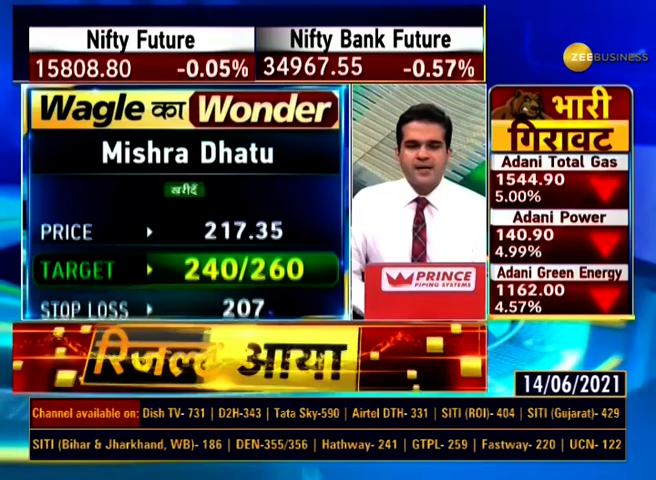 Nifty Future
Nifty Bank Future
15808.80 -0.05%
34967.55 -0.57%
ZEE BUSINESS
Wagle का Wonder
Mishra Dhatu
खरीदें
PRICE 217.35
TARGET 240/260
STOP LOSS 207
PRINCE
PIPING SYSTEMS
भारी
गिरावट
Adani Total Gas
1544.90
5.00%
Adani Power
140.90
4.99%
Adani Green Energy
1162.00
4.57%
रिजल्ट आया
14/06/2021
Channel available on: Dish TV- 731 | D2H-343 | Tata Sky-590 | Airtel DTH- 331 | SITI (ROI)- 404 | SITI (Gujarat)- 429
SITI (Bihar & Jharkhand, WB)- 186 | DEN-355/356 | Hathway- 241 | GTPL- 259 | Fastway- 220 | UCN- 122